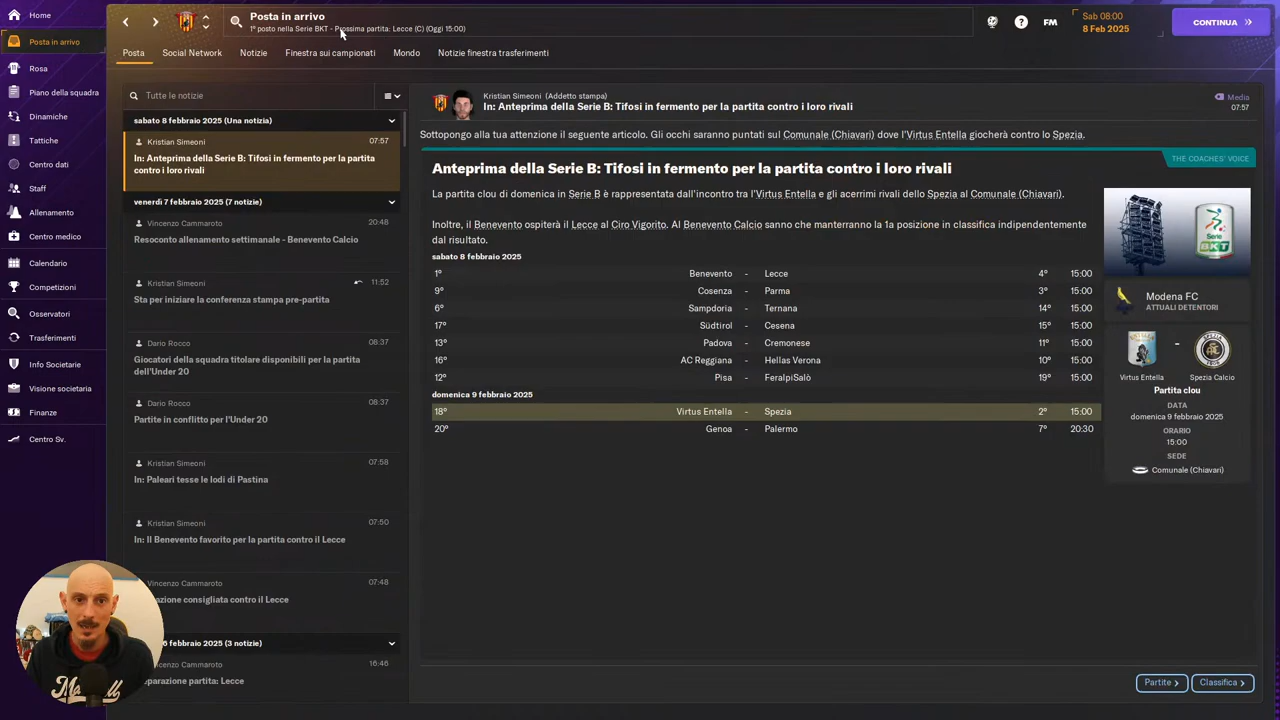 Home
Posta in arrivo
Rosa
Piano della squadra
Dinamiche
Tattiche
Centro dati
Staff
Allenamento
Centro medico
Calendario
Competizioni
Osservatori
Trasferimenti
Info Societarie
Visione societaria
Finanze
Centro Sv.
Posta in arrivo
1º posto nella Serie BKT - Prossima partita: Lecce (C) (Oggi 15:00)
?
FM
Sab 08:00
8 Feb 2025
CONTINUA
Posta
Social Network
Notizie
Finestra sui campionati
Mondo
Notizie finestra trasferimenti
Tutte le notizie
sabato 8 febbraio 2025 (Una notizia)
Kristian Simeoni 07:57
In: Anteprima della Serie B: Tifosi in fermento per la partita
contro i loro rivali
venerdì 7 febbraio 2025 (7 notizie)
Vincenzo Cammaroto 20:48
Resoconto allenamento settimanale - Benevento Calcio
Kristian Simeoni 11:52
Sta per iniziare la conferenza stampa pre-partita
Dario Rocco 08:37
Giocatori della squadra titolare disponibili per la partita
dell'Under 20
Dario Rocco 08:37
Partite in conflitto per l'Under 20
Kristian Simeoni 07:58
In: Paleari tesse le lodi di Pastina
Kristian Simeoni 07:50
In: Il Benevento favorito per la partita contro il Lecce
Vincenzo Cammaroto 07:48
azione consigliata contro il Lecce
febbraio 2025 (3 notizie)
ncenzo Cammaroto 16:46
eparazione partita: Lecce
Kristian Simeoni (Addetto stampa)
In: Anteprima della Serie B: Tifosi in fermento per la partita contro i loro rivali
Media
07:57
Sottopongo alla tua attenzione il seguente articolo. Gli occhi saranno puntati sul Comunale (Chiavari) dove l'Virtus Entella giocherà contro lo Spezia.
THE COACHES' VOICE
Anteprima della Serie B: Tifosi in fermento per la partita contro i loro rivali
La partita clou di domenica in Serie B è rappresentata dall'incontro tra l'Virtus Entella e gli acerrimi rivali dello Spezia al Comunale (Chiavari).
Inoltre, il Benevento ospiterà il Lecce al Ciro Vigorito. Al Benevento Calcio sanno che manterranno la 1a posizione in classifica indipendentemente
dal risultato.
sabato 8 febbraio 2025
1º Benevento - Lecce 4º 15:00
9º Cosenza - Parma 3º 15:00
6º Sampdoria - Ternana 14º 15:00
17º Südtirol - Cesena 15º 15:00
13º Padova - Cremonese 11º 15:00
16º AC Reggiana - Hellas Verona 10º 15:00
12º Pisa - FeralpiSalò 19º 15:00
domenica 9 febbraio 2025
18º Virtus Entella - Spezia 2º 15:00
20º Genoa - Palermo 7º 20:30
Serie
BKT
Modena FC
ATTUALI DETENTORI
-
Virtus Entella
Spezia Calcio
Partita clou
DATA
domenica 9 febbraio 2025
ORARIO
15:00
SEDE
Comunale (Chiavari)
Partite
Classifica